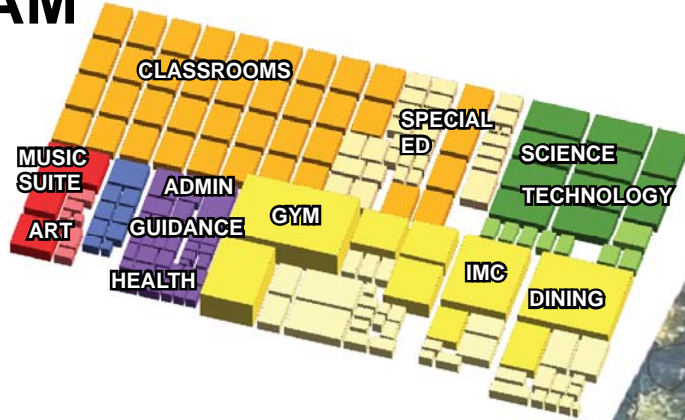 AM
CLASSROOMS
SPECIAL
ED
SCIENCE
TECHNOLOGY
MUSIC
SUITE
ADMIN
ART
GUIDANCE
GYM
HEALTH
IMC
DINING